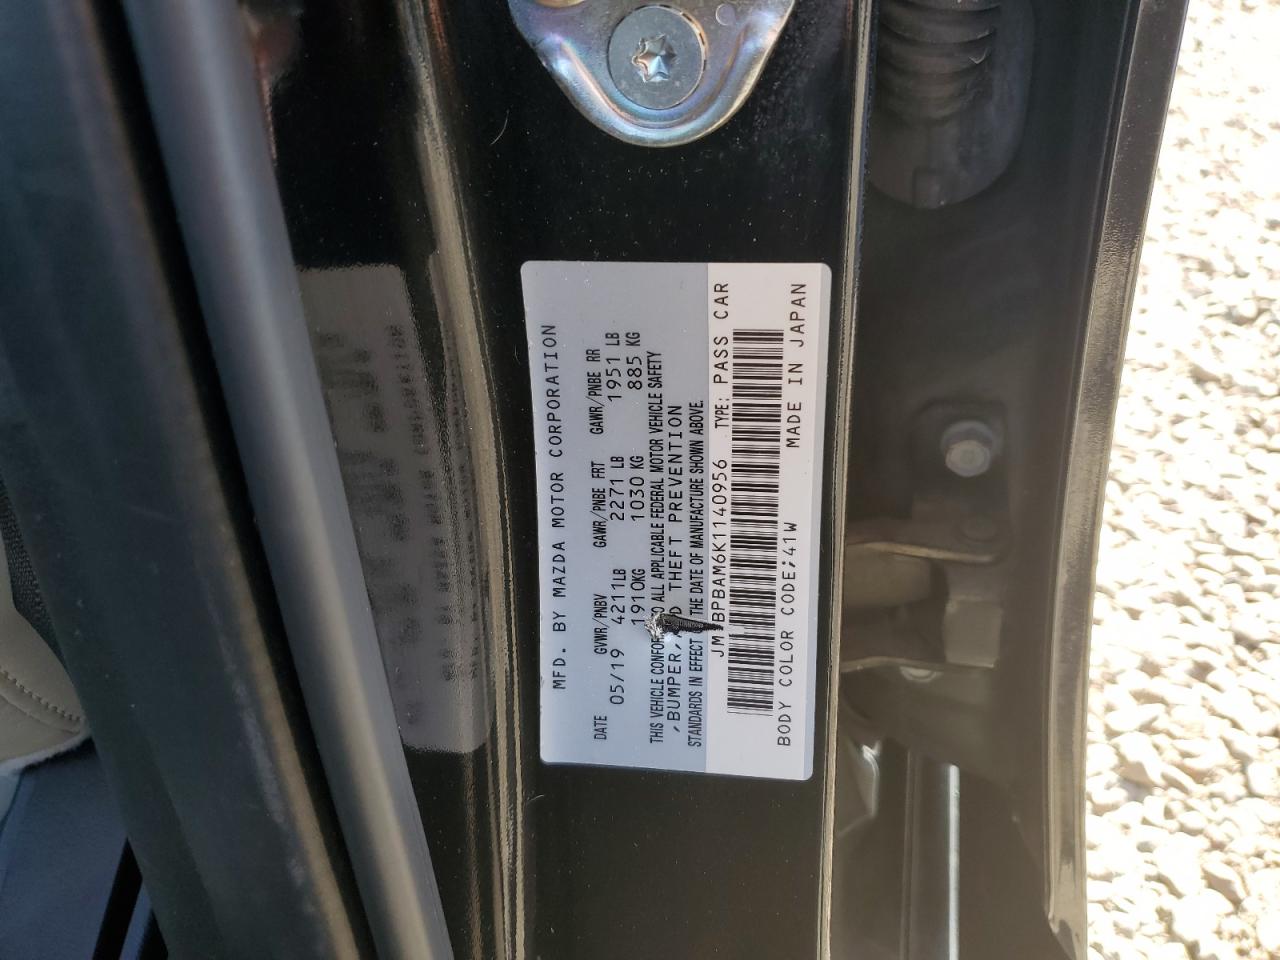 MFD. BY MAZDA MOTOR CORPORATION
DATE GVWR/PNBV GAWR/PNBE FRT GAWR/PNBE RR
05/19 4211LB 2271 LB 1951 LB
1910KG 1030 KG 885 KG
THIS VEHICLE TO ALL APPLICABLE FEDERAL MOTOR VEHICLE SAFETY
,BUMPER, THEFT PREVENTION
STANDARDS IN EFFECT THE DATE OF MANUFACTURE SHOWN ABOVE.
BPBAM6K1140956 TYPE: PASS CAR
BODY COLOR CODE;41W MADE IN JAPAN